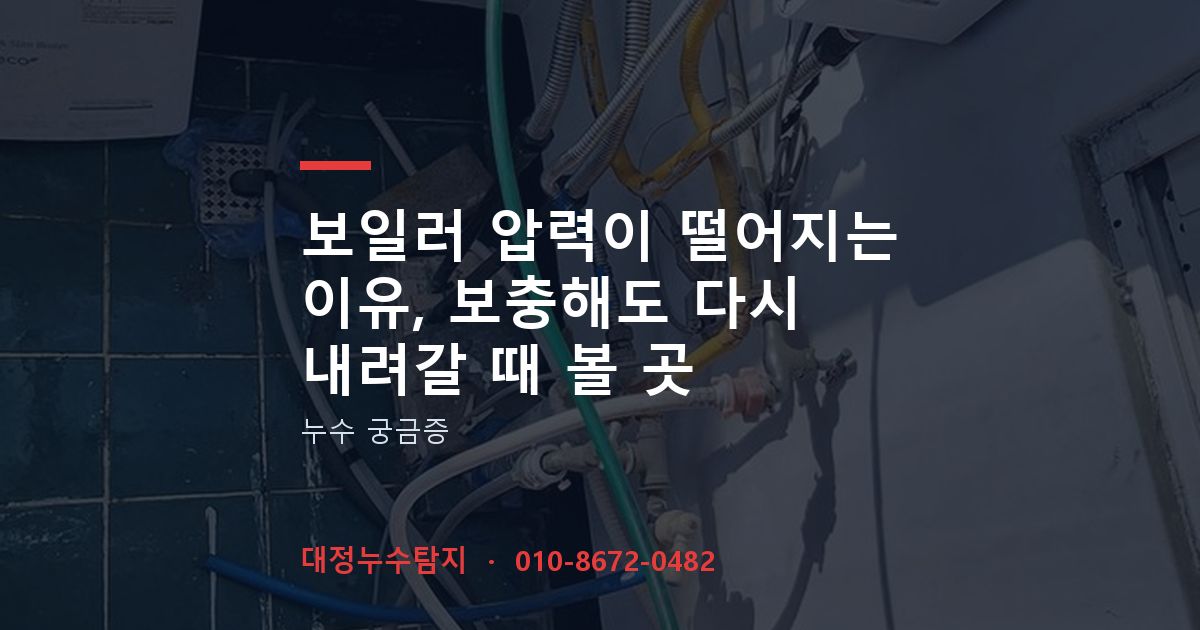 보일러 압력이 떨어지는
이유, 보충해도 다시
내려갈 때 볼 곳
누수 궁금증
대정누수탐지 · 010-8672-0482